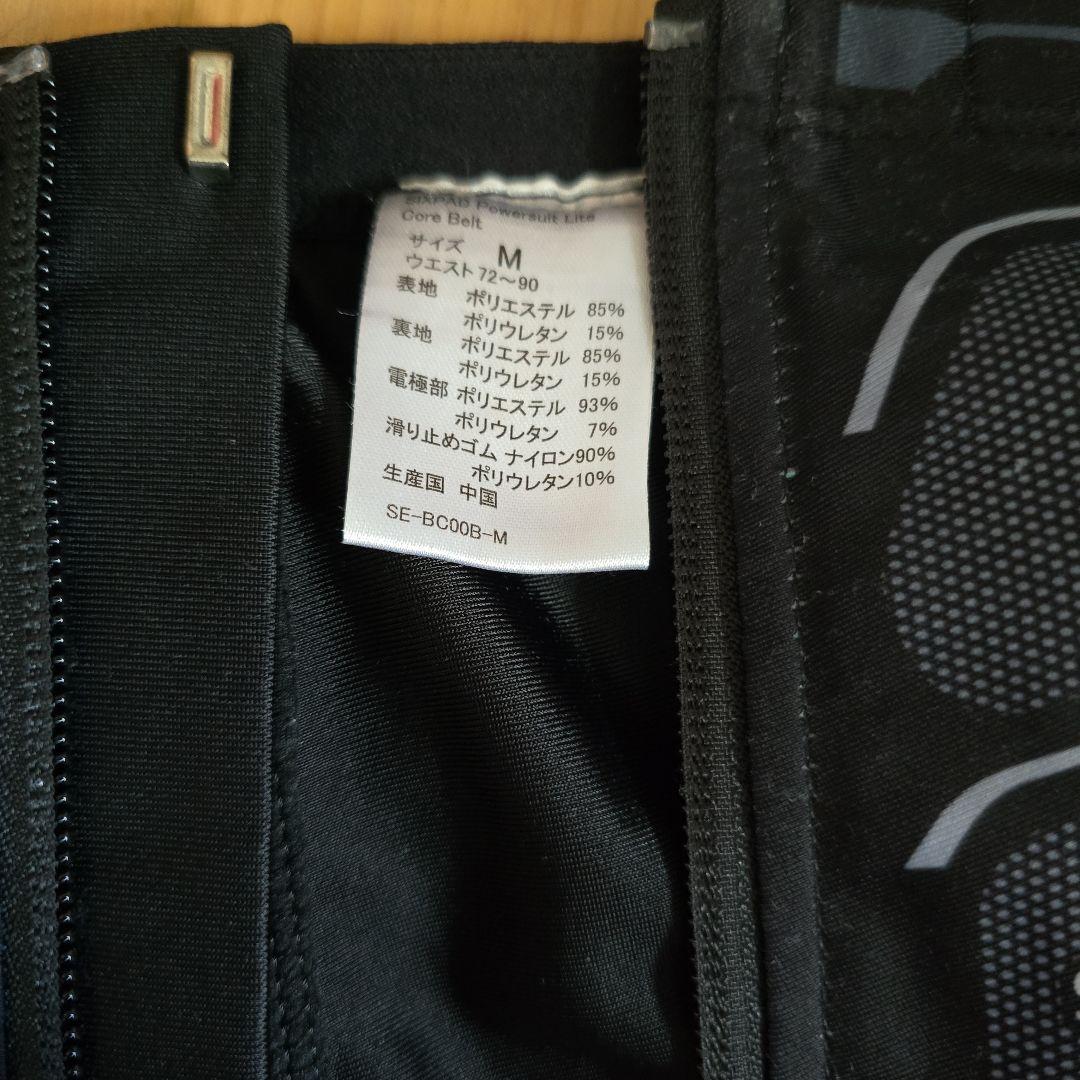 SIXPAD Powersuit Lite
Core Belt
サイズ M
ウエスト 72～90
表地 ポリエステル 85%
ポリウレタン 15%
裏地 ポリエステル 85%
ポリウレタン 15%
電極部 ポリエステル 93%
ポリウレタン 7%
滑り止めゴム ナイロン90%
ポリウレタン10%
生産国 中国
SE-BC00B-M